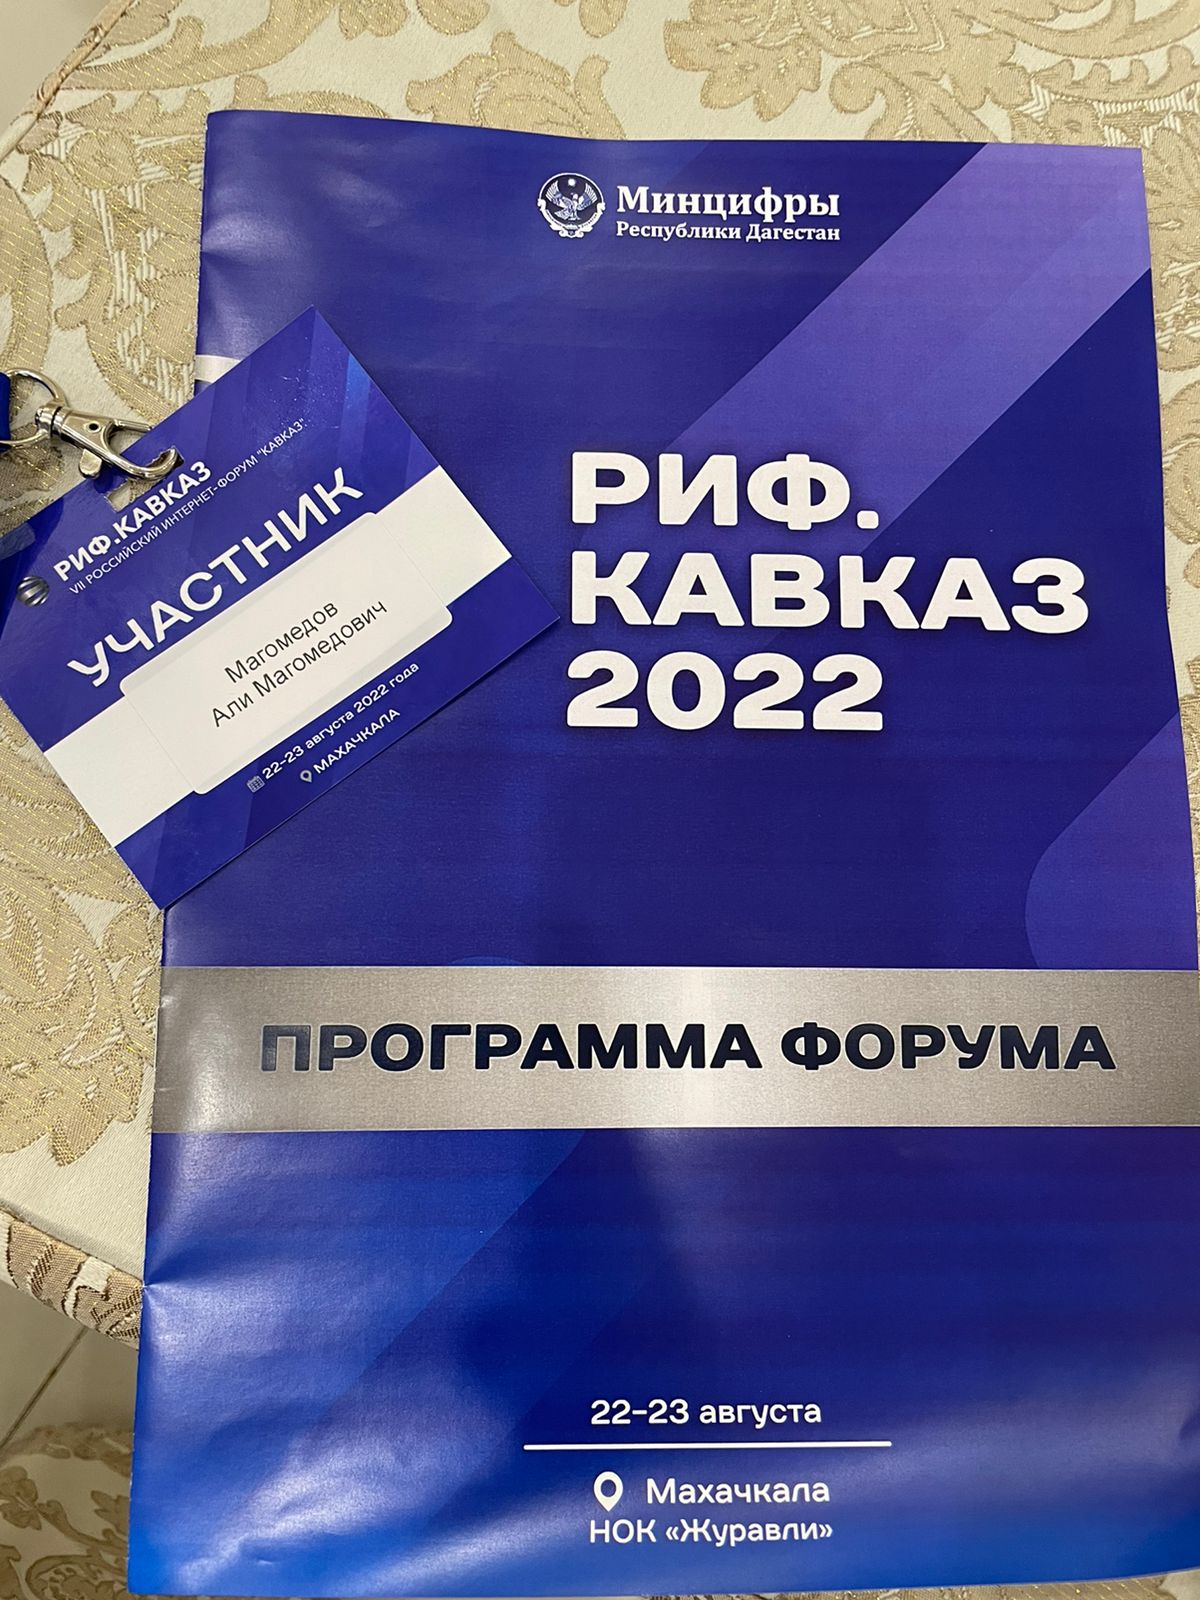 Минцифры
Республики Дагестан
РИФ.
КАВКАЗ
2022
ПРОГРАММА ФОРУМА
22-23 августа
Махачкала
НОК «Журавли»
РИФ.КАВКАЗ
VII РОССИЙСКИЙ ИНТЕРНЕТ-ФОРУМ "КАВКАЗ"
УЧАСТНИК
Магомедов
Али Магомедович
22-23 августа 2022 года
МАХАЧКАЛА